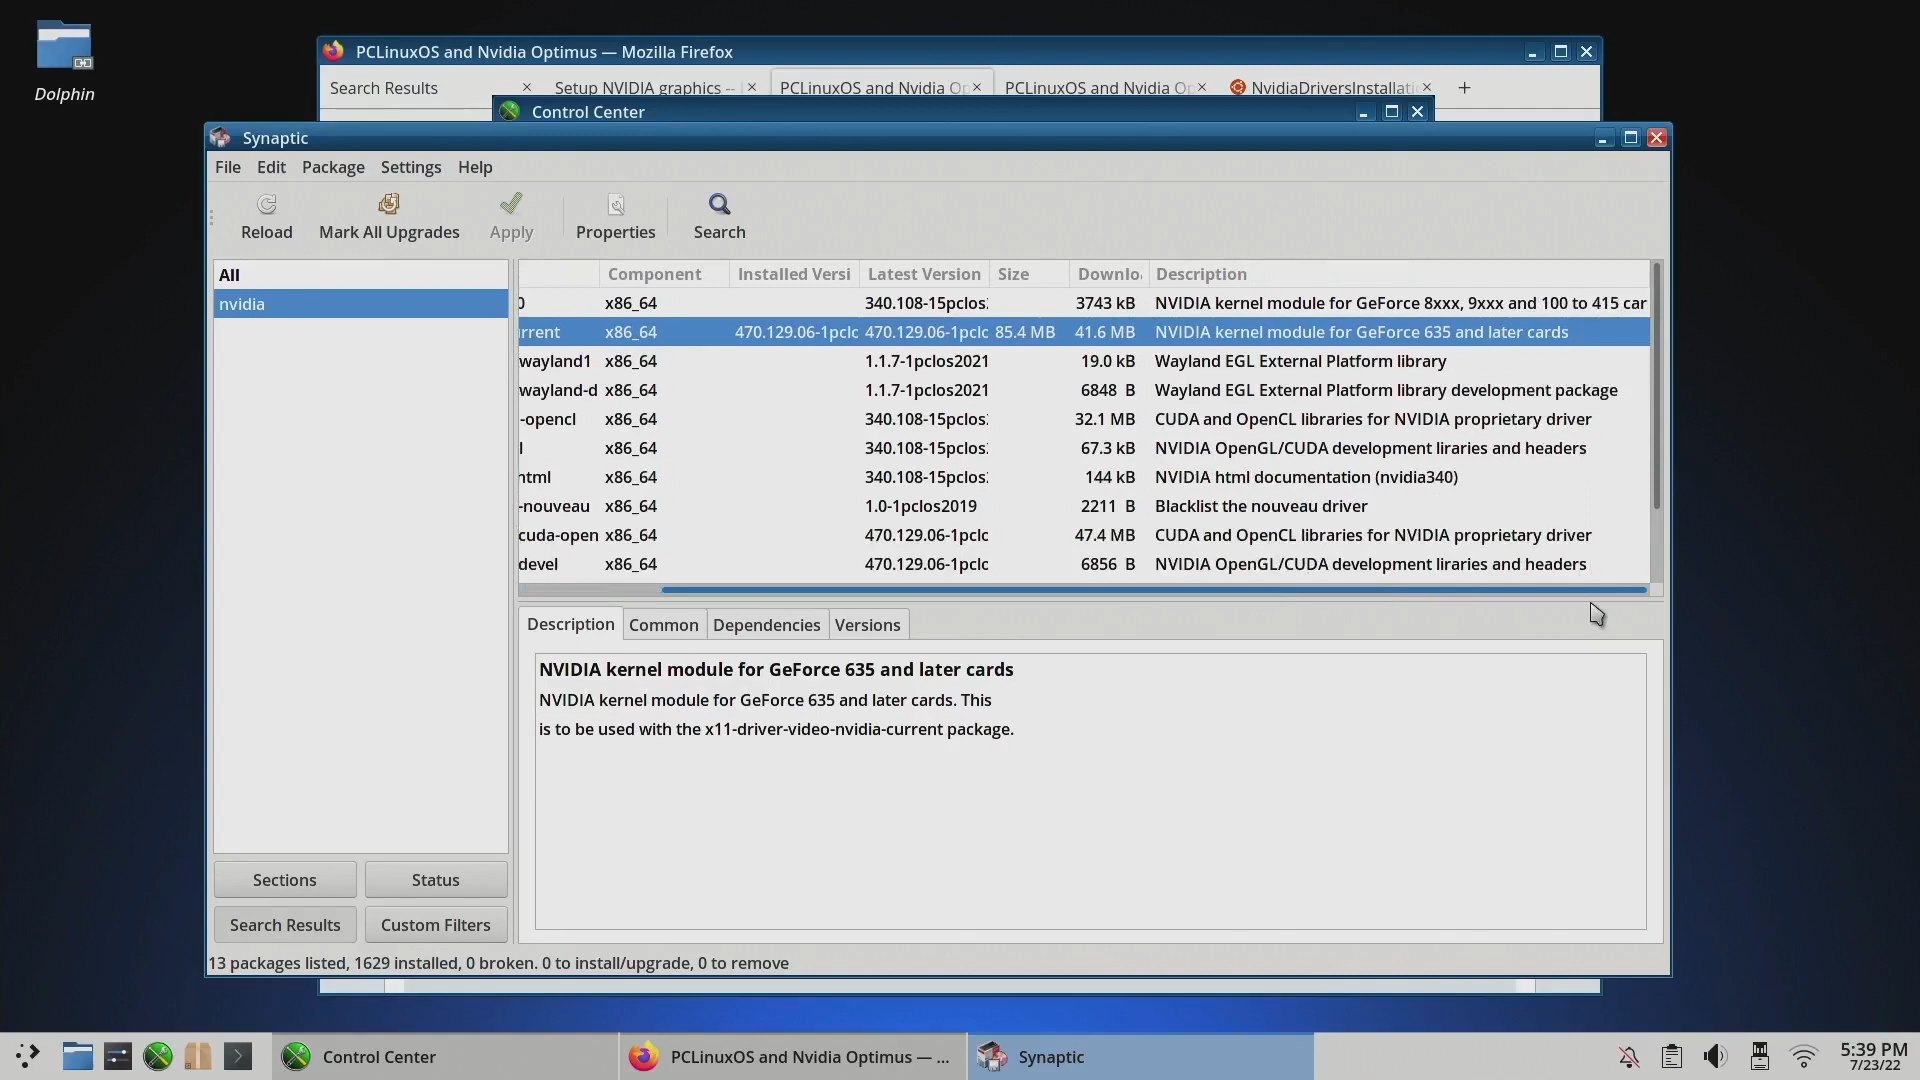 Dolphin
PCLinuxOS and Nvidia Optimus — Mozilla Firefox
Search Results
Setup NVIDIA graphics --
PCLinuxOS and Nvidia Op
PCLinuxOS and Nvidia Op
NvidiaDriversInstallati
Control Center
Synaptic
File Edit Package Settings Help
Reload Mark All Upgrades Apply Properties Search
All
nvidia
Component Installed Versi Latest Version Size Downlo Description
0 x86_64 340.108-15pclos: 3743 kB NVIDIA kernel module for GeForce 8xxx, 9xxx and 100 to 415 car
urrent x86_64 470.129.06-1pclc 470.129.06-1pclc 85.4 MB 41.6 MB NVIDIA kernel module for GeForce 635 and later cards
wayland1 x86_64 1.1.7-1pclos2021 19.0 kB Wayland EGL External Platform library
wayland-d x86_64 1.1.7-1pclos2021 6848 B Wayland EGL External Platform library development package
-opencl x86_64 340.108-15pclos: 32.1 MB CUDA and OpenCL libraries for NVIDIA proprietary driver
l x86_64 340.108-15pclos: 67.3 kB NVIDIA OpenGL/CUDA development liraries and headers
html x86_64 340.108-15pclos: 144 kB NVIDIA html documentation (nvidia340)
-nouveau x86_64 1.0-1pclos2019 2211 B Blacklist the nouveau driver
cuda-open x86_64 470.129.06-1pclc 47.4 MB CUDA and OpenCL libraries for NVIDIA proprietary driver
devel x86_64 470.129.06-1pclc 6856 B NVIDIA OpenGL/CUDA development liraries and headers
Description Common Dependencies Versions
NVIDIA kernel module for GeForce 635 and later cards
NVIDIA kernel module for GeForce 635 and later cards. This
is to be used with the x11-driver-video-nvidia-current package.
Sections Status
Search Results Custom Filters
13 packages listed, 1629 installed, 0 broken. 0 to install/upgrade, 0 to remove
Control Center
PCLinuxOS and Nvidia Optimus — ...
Synaptic
5:39 PM
7/23/22